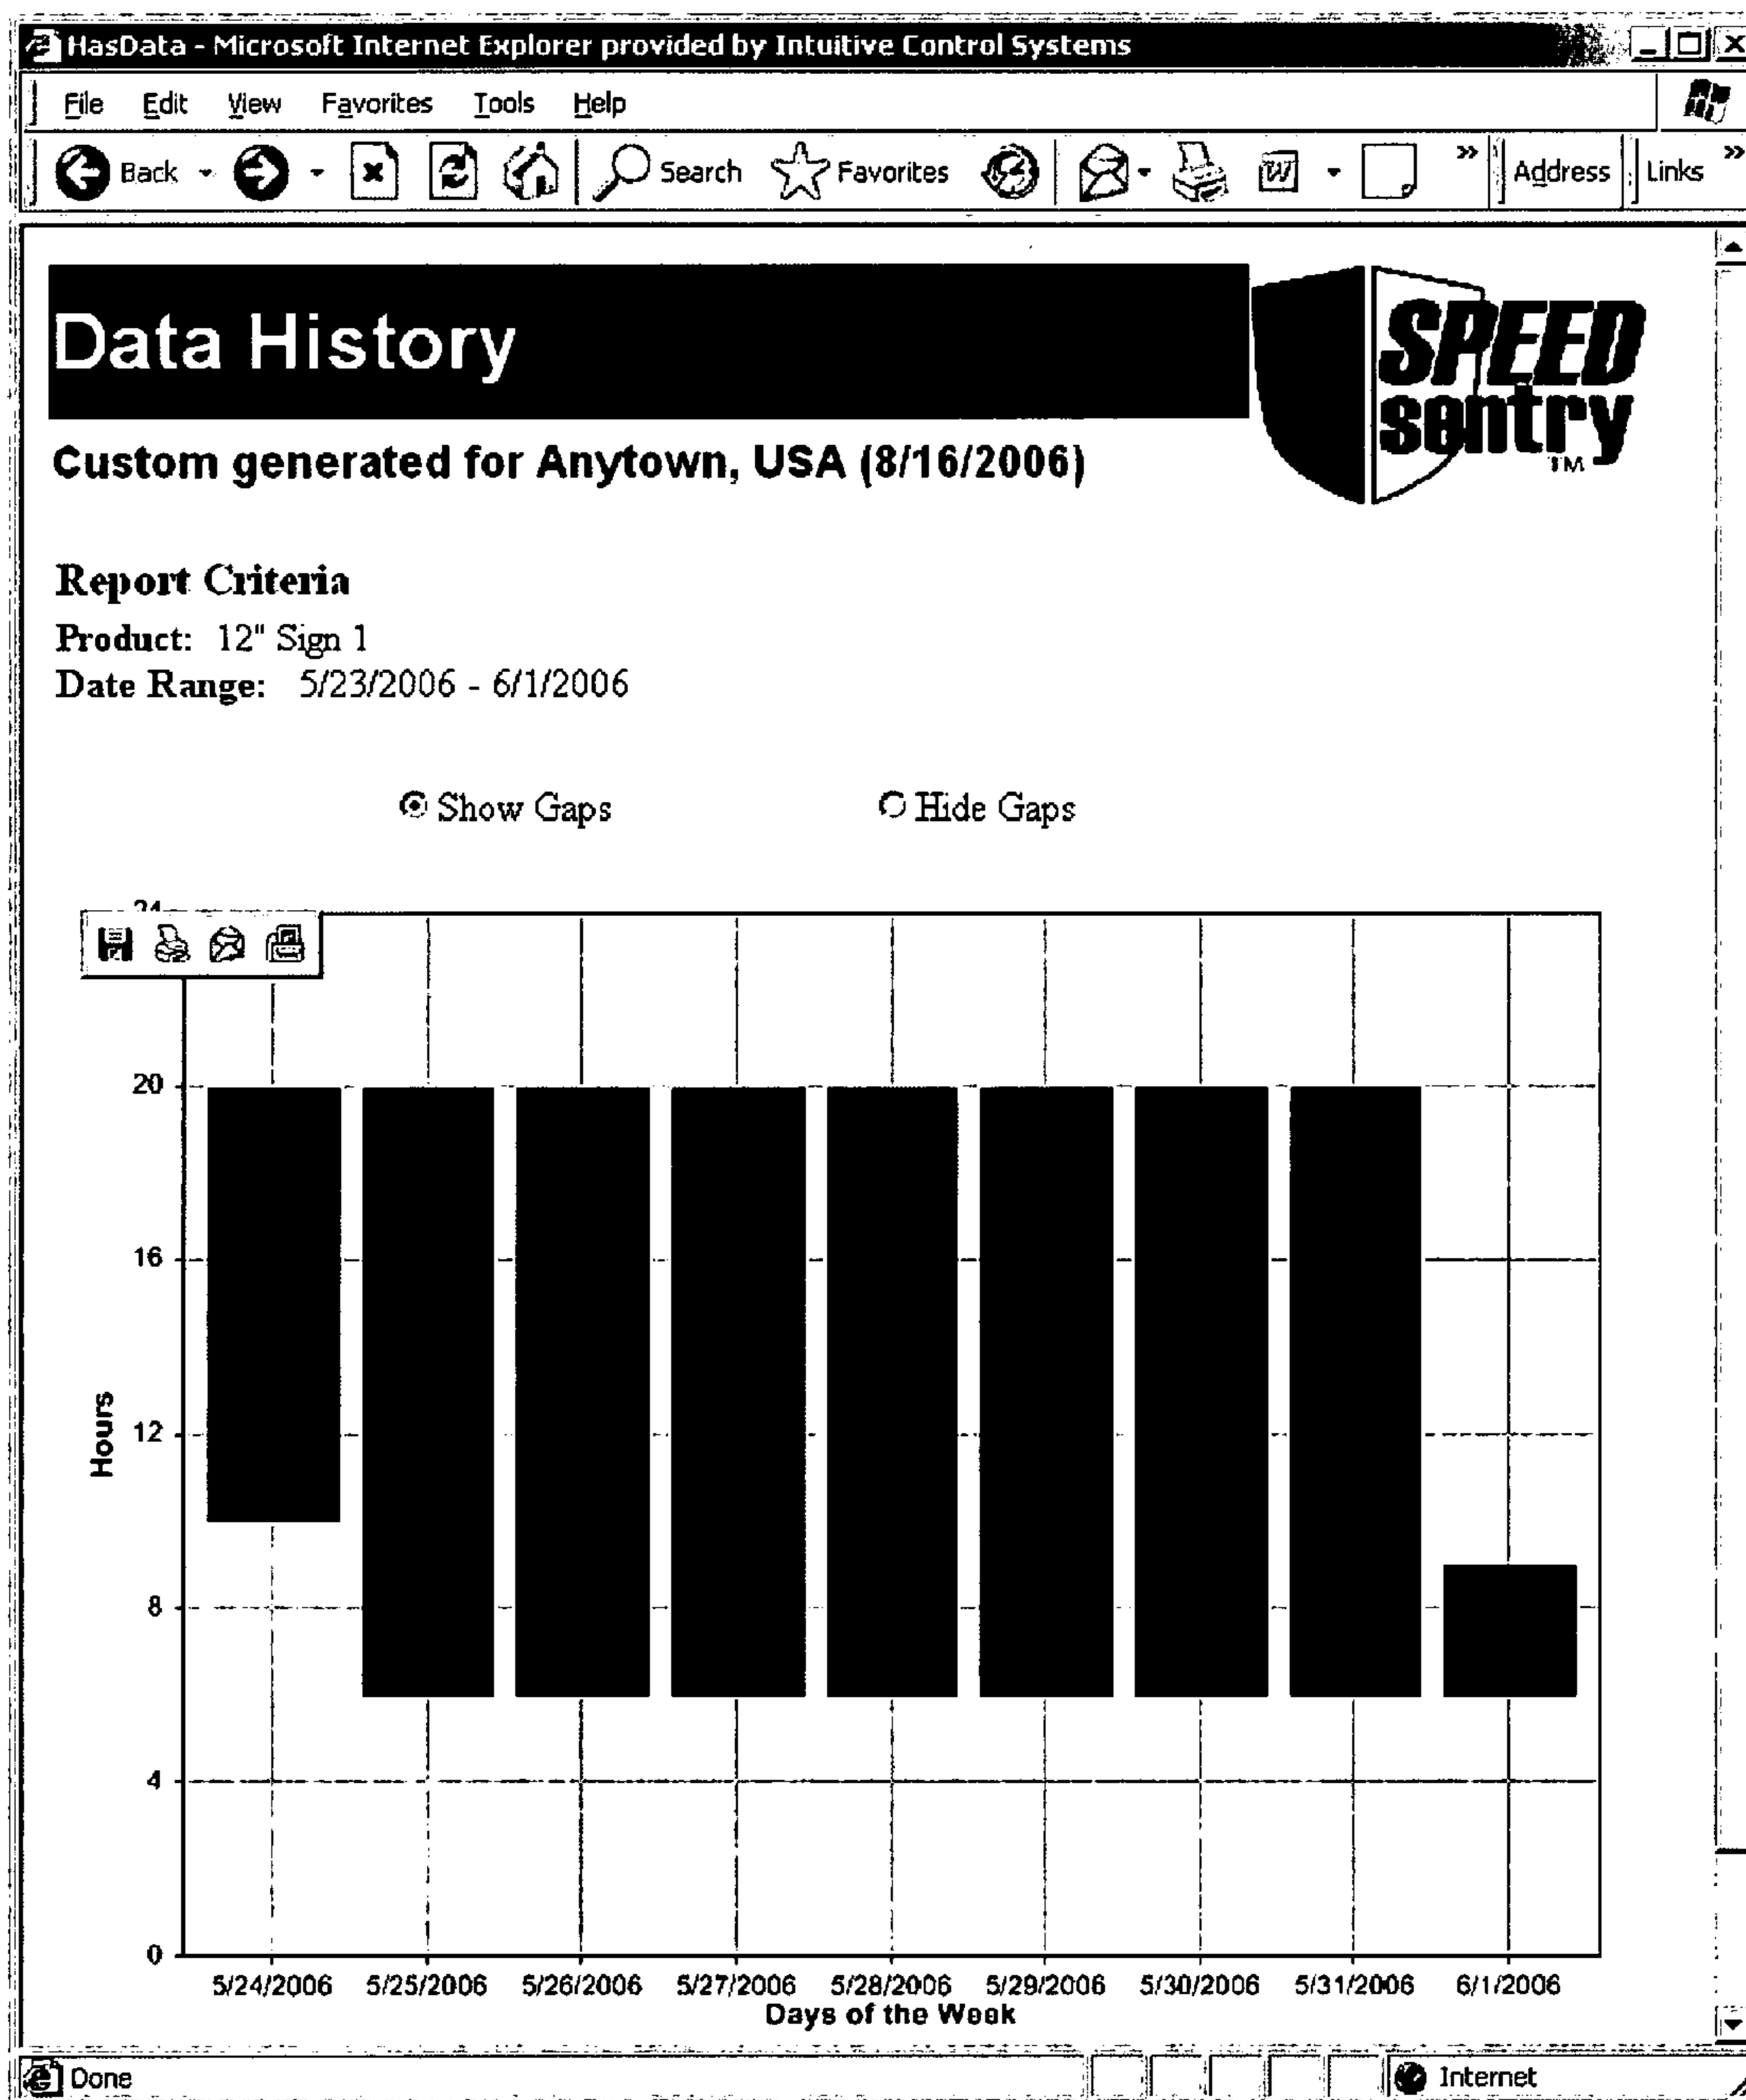 HasData - Microsoft Internet Explorer provided by Intuitive Control Systems
File Edit View Favorites Tools Help
Back Search Favorites W » Address Links »
Data History
SPEED
sentry
TM
Custom generated for Anytown, USA (8/16/2006)
Report Criteria
Product: 12" Sign 1
Date Range: 5/23/2006 - 6/1/2006
Show Gaps Hide Gaps
24
20
16
12
8
4
0
Hours
5/24/2006 5/25/2006 5/26/2006 5/27/2006 5/28/2006 5/29/2006 5/30/2006 5/31/2006 6/1/2006
Days of the Week
Done Internet